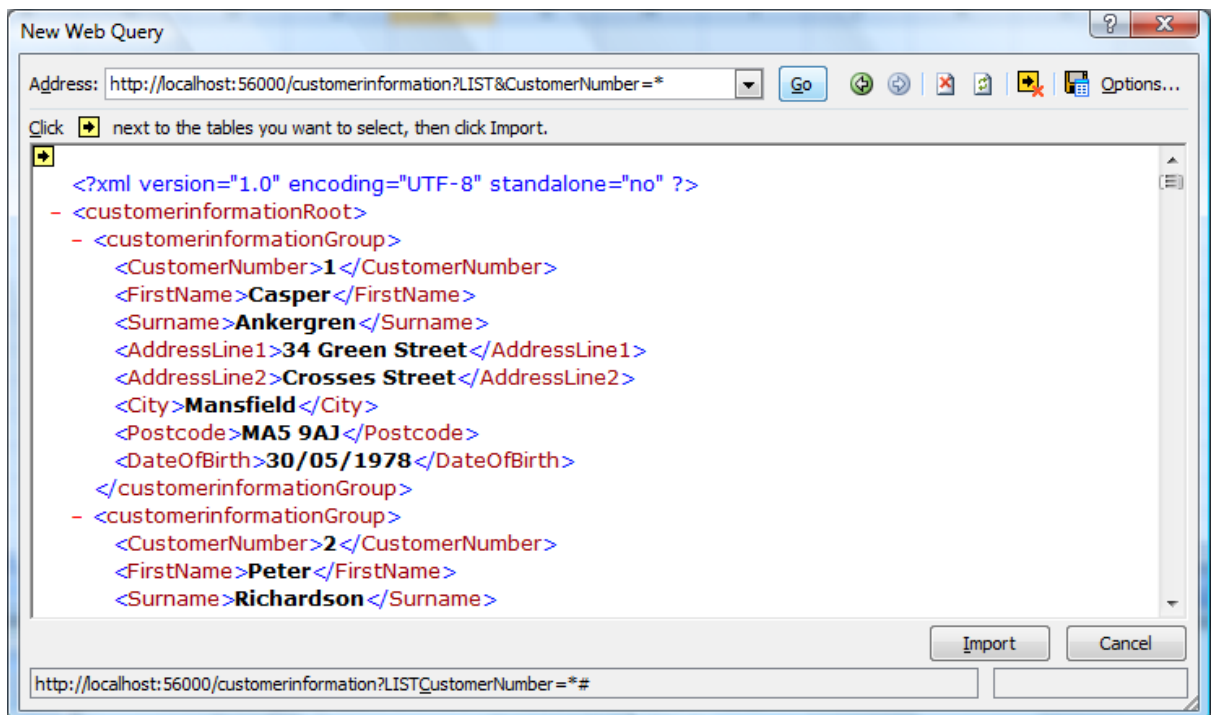 New Web Query
Address: http://localhost:56000/customerinformation?LIST&CustomerNumber=* Go Options...
Click next to the tables you want to select, then click Import.
<?xml version="1.0" encoding="UTF-8" standalone="no" ?>
- <customerinformationRoot>
- <customerinformationGroup>
<CustomerNumber>1</CustomerNumber>
<FirstName>Casper</FirstName>
<Surname>Ankergren</Surname>
<AddressLine1>34 Green Street</AddressLine1>
<AddressLine2>Crosses Street</AddressLine2>
<City>Mansfield</City>
<Postcode>MA5 9AJ</Postcode>
<DateOfBirth>30/05/1978</DateOfBirth>
</customerinformationGroup>
- <customerinformationGroup>
<CustomerNumber>2</CustomerNumber>
<FirstName>Peter</FirstName>
<Surname>Richardson</Surname>
Import Cancel
http://localhost:56000/customerinformation?LISTCustomerNumber=*#